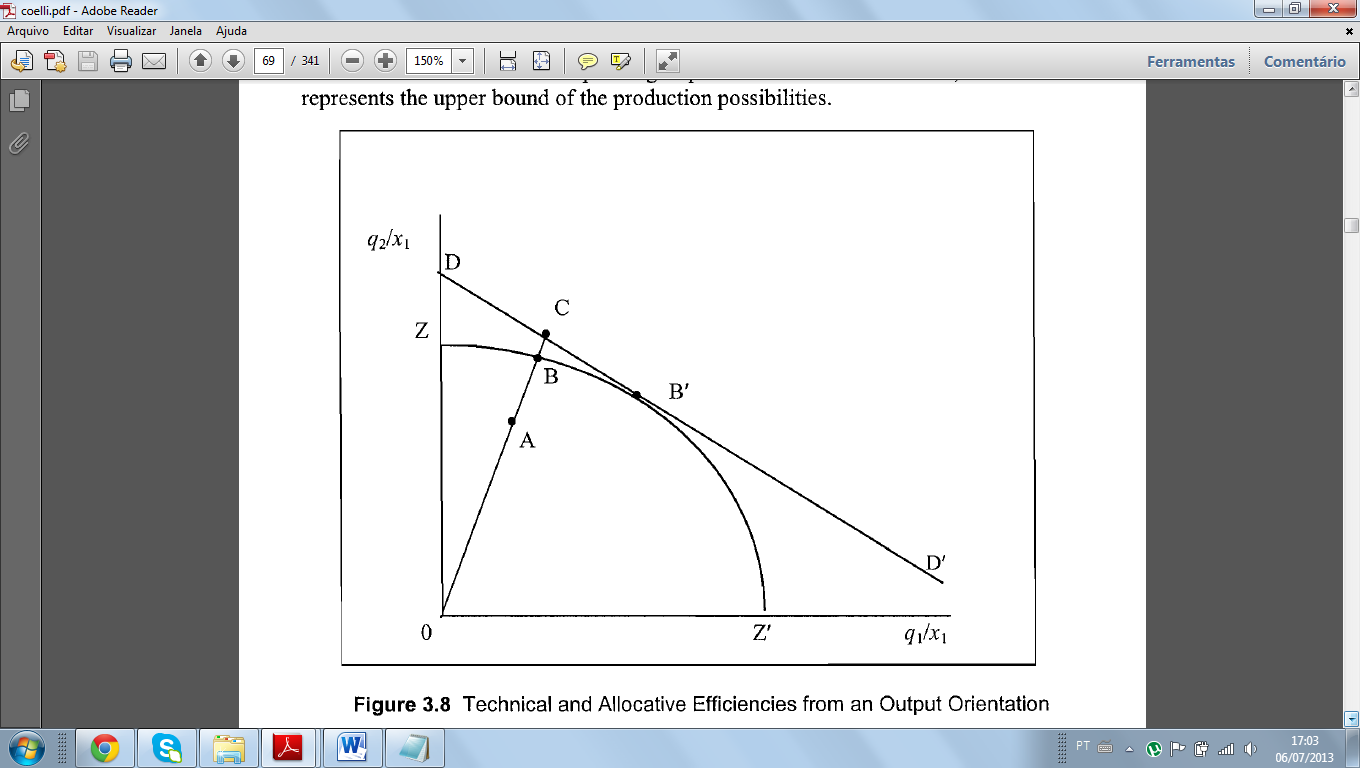 coelli.pdf - Adobe Reader
Arquivo Editar Visualizar Janela Ajuda
69 / 341 150% Ferramentas Comentário
represents the upper bound of the production possibilities.
q₂/x₁
D
C
Z
B
B′
A
D′
0
Z′
q₁/x₁
Figure 3.8 Technical and Allocative Efficiencies from an Output Orientation
PT
17:03
06/07/2013